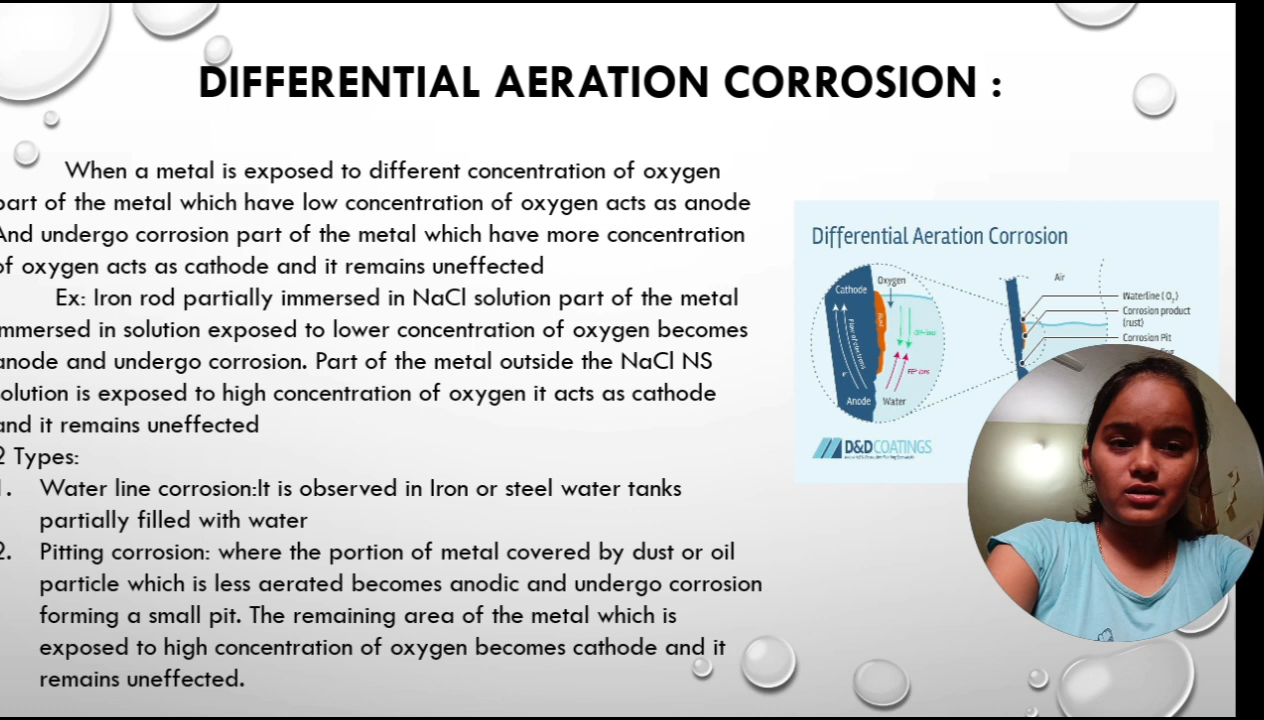 DIFFERENTIAL AERATION CORROSION :
When a metal is exposed to different concentration of oxygen
part of the metal which have low concentration of oxygen acts as anode
And undergo corrosion part of the metal which have more concentration
of oxygen acts as cathode and it remains uneffected
Ex: Iron rod partially immersed in NaCl solution part of the metal
immersed in solution exposed to lower concentration of oxygen becomes
anode and undergo corrosion. Part of the metal outside the NaCl NS
solution is exposed to high concentration of oxygen it acts as cathode
and it remains uneffected
2 Types:
1. Water line corrosion:It is observed in Iron or steel water tanks
partially filled with water
2. Pitting corrosion: where the portion of metal covered by dust or oil
particle which is less aerated becomes anodic and undergo corrosion
forming a small pit. The remaining area of the metal which is
exposed to high concentration of oxygen becomes cathode and it
remains uneffected.
Differential Aeration Corrosion
Cathode
Oxygen
Rust
Flow of electrons
Anode
Water
Air
Waterline (O₂)
Corrosion product
(rust)
Corrosion Pit
D&D COATINGS